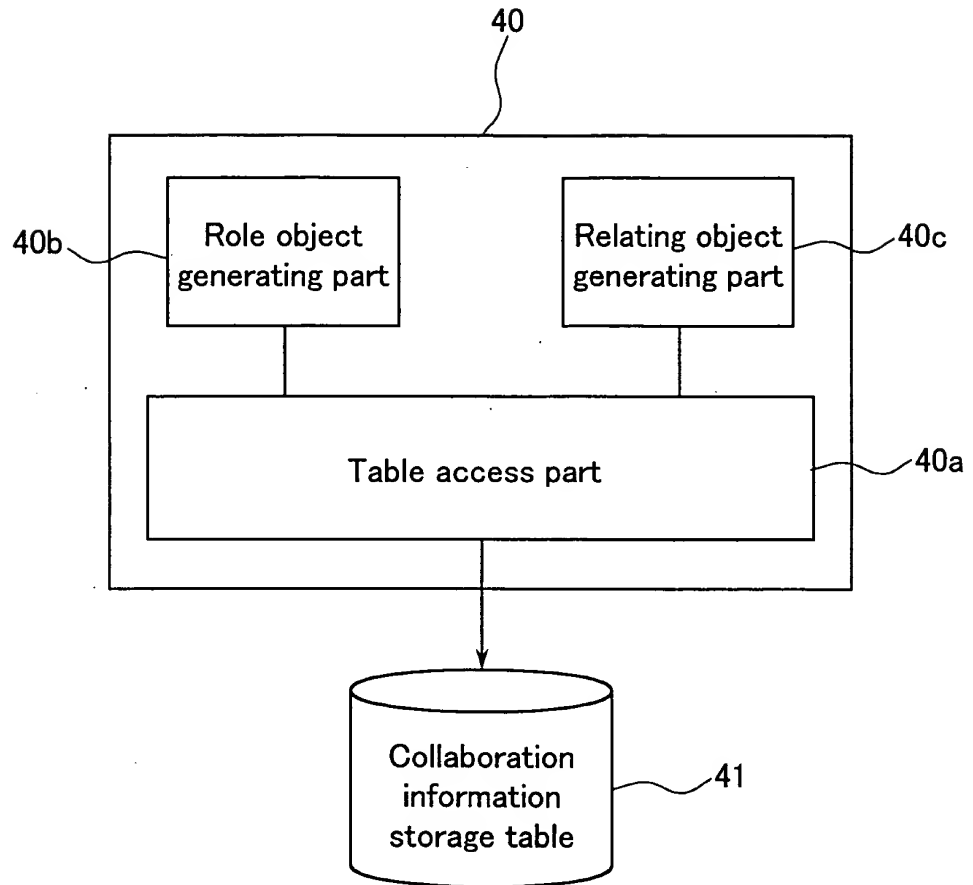 40
Role object
generating part
Relating object
generating part
40b
40c
Table access part
40a
Collaboration
information
storage table
41